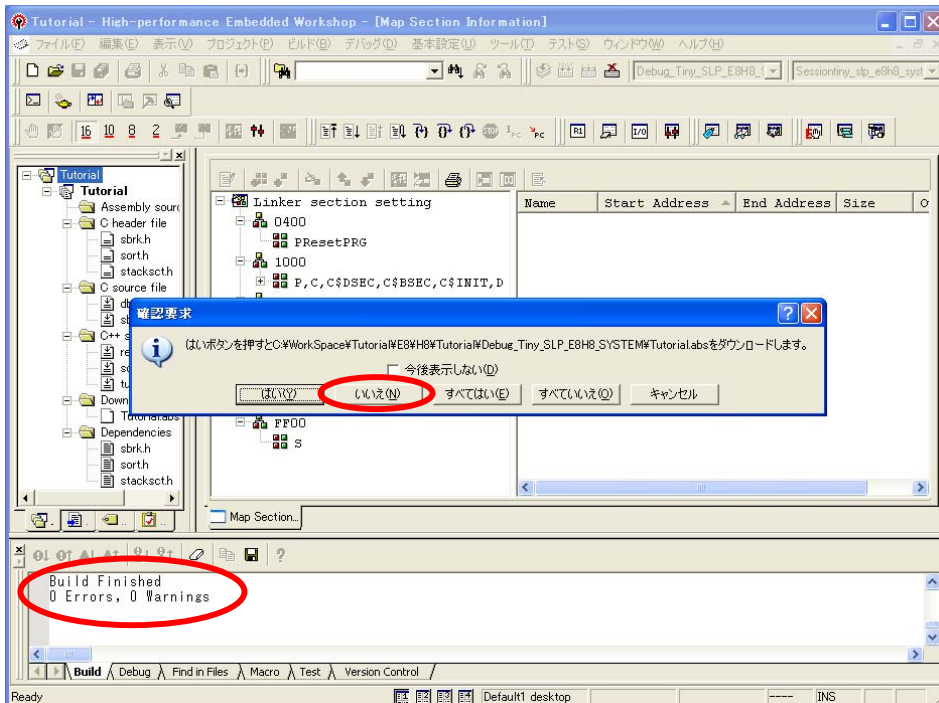 Tutorial - High-performance Embedded Workshop - [Map Section Information]
ファイル(F) 編集(E) 表示(V) プロジェクト(P) ビルド(B) デバッグ(D) 基本設定(U) ツール(T) テスト(S) ウィンドウ(W) ヘルプ(H)
Debug_Tiny_SLP_E8H8_S Sessiontiny_slp_e8h8_syst
16 10 8 2
Tutorial
Tutorial
Assembly sourc
C header file
sbrk.h
sort.h
stacksct.h
C source file
C++ s
Down
Tutorial.abs
Dependencies
sbrk.h
sort.h
stacksct.h
Linker section setting
0400
PResetPRG
1000
P,C,C$DSEC,C$BSEC,C$INIT,D
FF00
S
Name Start Address End Address Size O
確認要求
はいボタンを押すとC:¥WorkSpace¥Tutorial¥E8¥H8¥Tutorial¥Debug_Tiny_SLP_E8H8_SYSTEM¥Tutorial.absをダウンロードします。
今後表示しない(D)
はい(Y) いいえ(N) すべてはい(E) すべていいえ(O) キャンセル
Map Section...
Build Finished
0 Errors, 0 Warnings
Build Debug Find in Files Macro Test Version Control
Ready Default1 desktop ---- INS